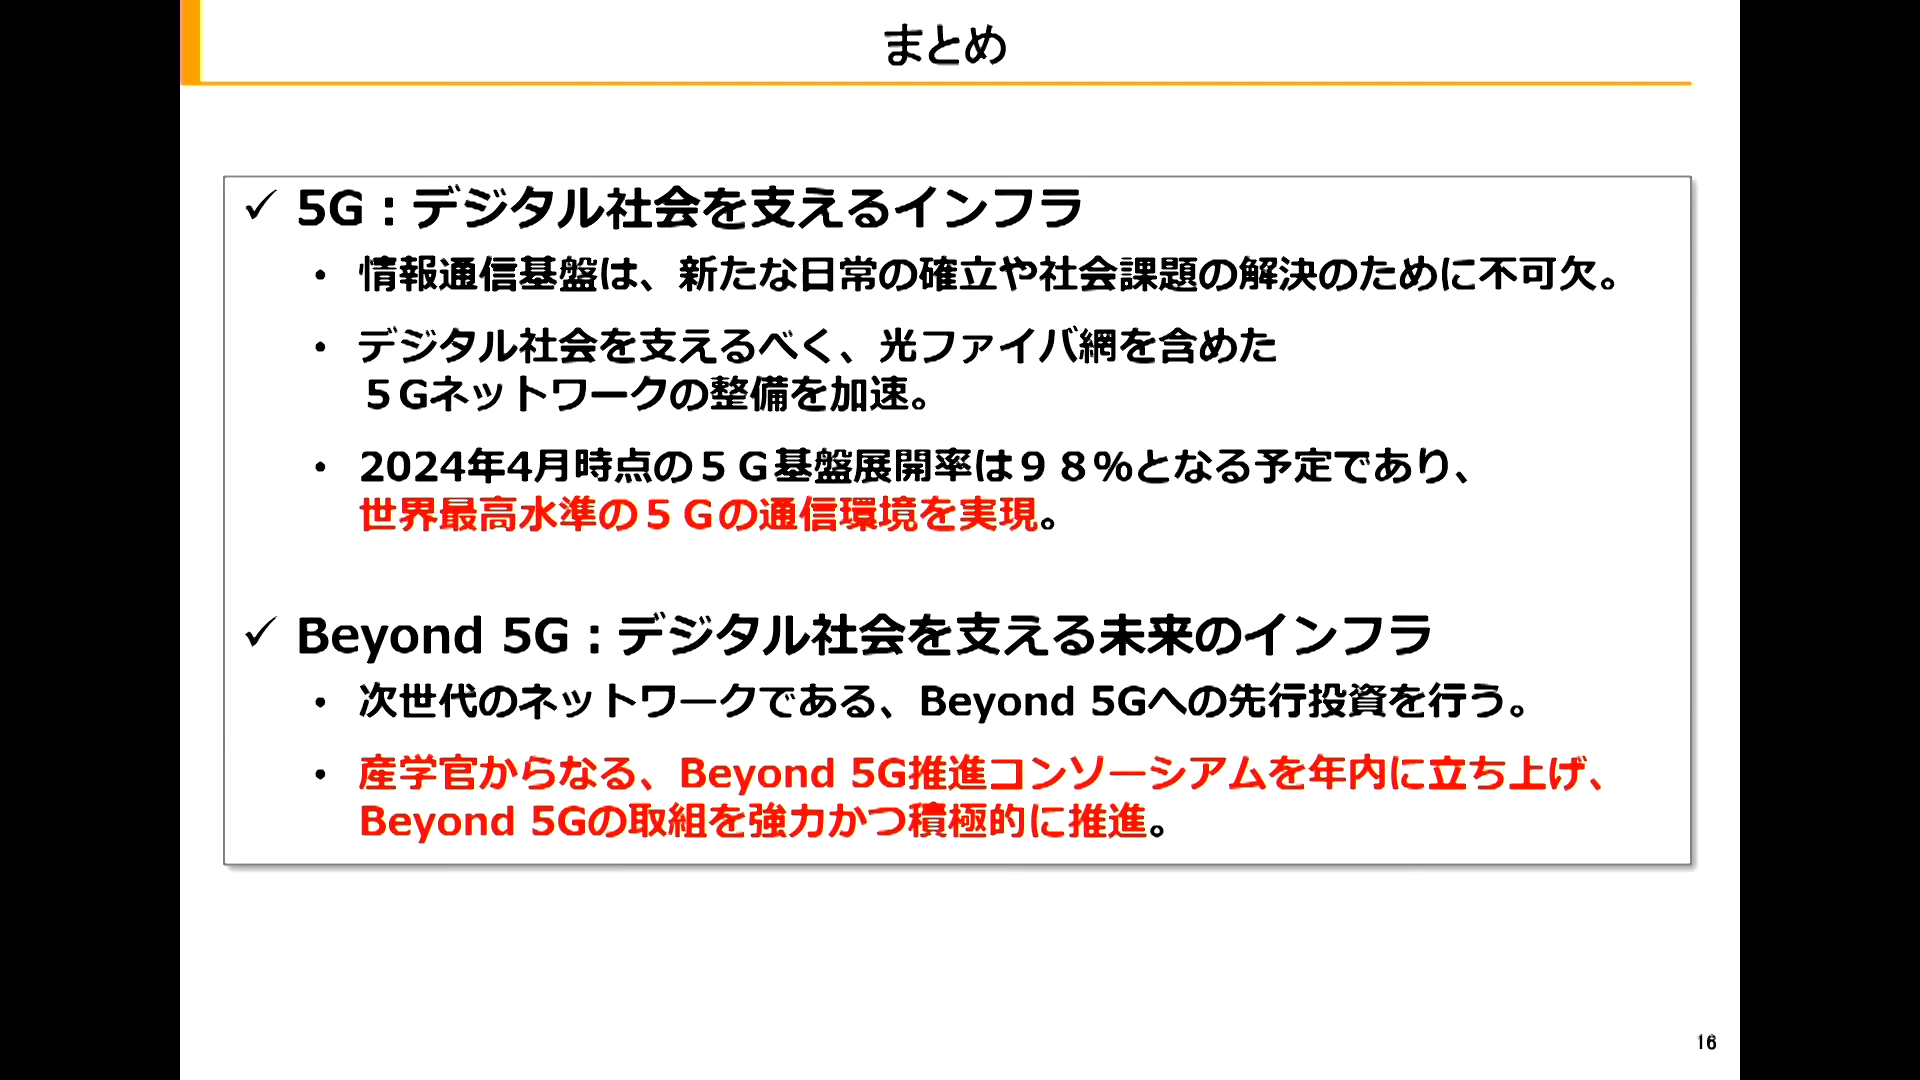 まとめ
✓ 5G：デジタル社会を支えるインフラ
• 情報通信基盤は、新たな日常の確立や社会課題の解決のために不可欠。
• デジタル社会を支えるべく、光ファイバ網を含めた
５Gネットワークの整備を加速。
• 2024年4月時点の５Ｇ基盤展開率は９８%となる予定であり、
世界最高水準の５Ｇの通信環境を実現。
✓ Beyond 5G：デジタル社会を支える未来のインフラ
• 次世代のネットワークである、Beyond 5Gへの先行投資を行う。
• 産学官からなる、Beyond 5G推進コンソーシアムを年内に立ち上げ、
Beyond 5Gの取組を強力かつ積極的に推進。
16